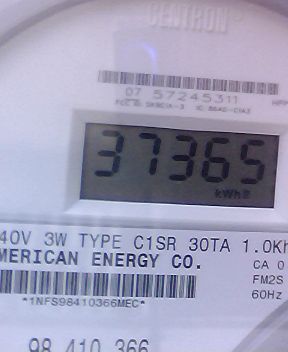 CENTRON
07 57245311
37365
kWh
40V 3W TYPE C1SR 30TA 1.0Kh
MERICAN ENERGY CO.
CA 0
FM2S
60Hz
*1NFS98410366MEC*
98 410 366